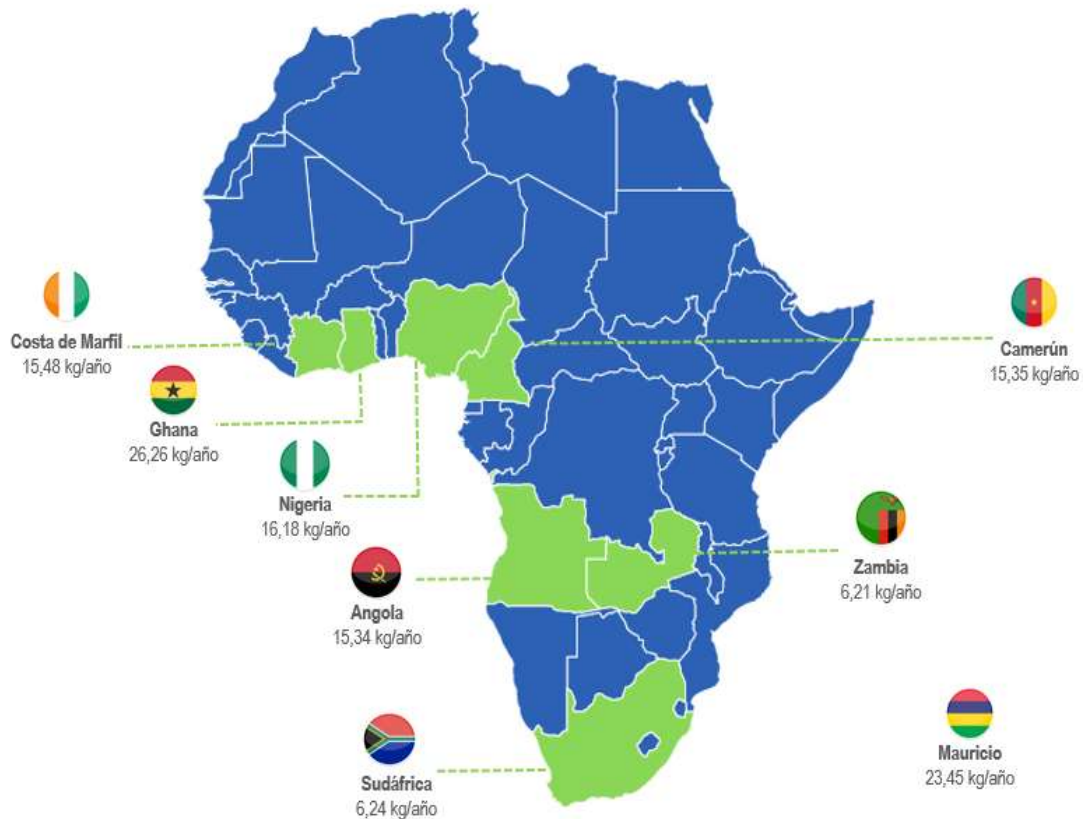 Costa de Marfil
15,48 kg/año
Ghana
26,26 kg/año
Nigeria
16,18 kg/año
Angola
15,34 kg/año
Sudáfrica
6,24 kg/año
Camerún
15,35 kg/año
Zambia
6,21 kg/año
Mauricio
23,45 kg/año